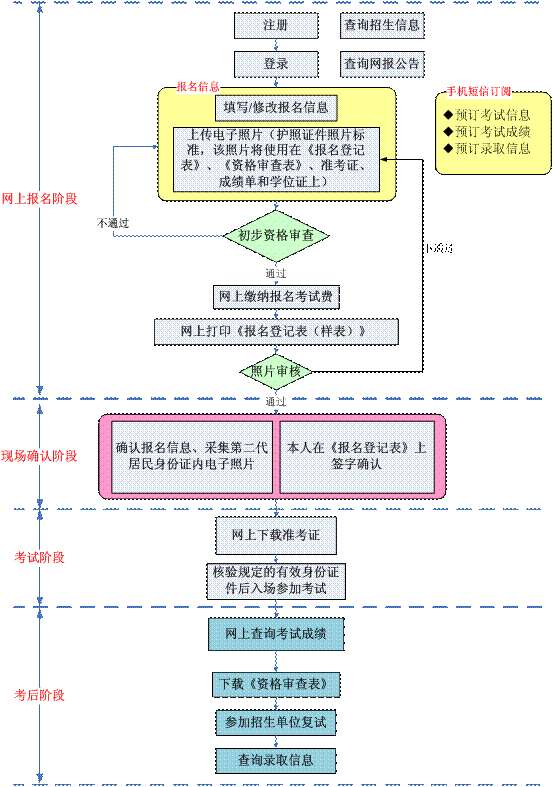 注册
查询招生信息
登录
查询网报公告
报名信息
填写/修改报名信息
上传电子照片（护照证件照片标
准，该照片将使用在《报名登记
表》、《资格审查表》、准考证、
成绩单和学位证上）
手机短信订阅
◆预订考试信息
◆预订考试成绩
◆预订录取信息
网上报名阶段
不通过
初步资格审查
不通过
通过
网上缴纳报名考试费
网上打印《报名登记表（样表）》
照片审核
通过
现场确认阶段
确认报名信息、采集第二代
居民身份证内电子照片
本人在《报名登记表》上
签字确认
考试阶段
网上下载准考证
核验规定的有效身份证
件后入场参加考试
考后阶段
网上查询考试成绩
下载《资格审查表》
参加招生单位复试
查询录取信息